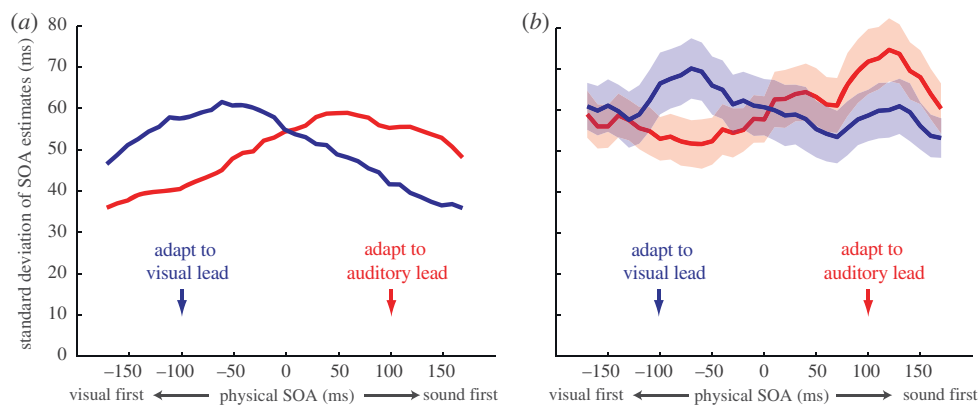 (a)
80
70
60
50
40
30
20
10
0
standard deviation of SOA estimates (ms)
adapt to
visual lead
adapt to
auditory lead
−150 −100 −50 0 50 100 150
visual first physical SOA (ms) sound first
(b)
adapt to
visual lead
adapt to
auditory lead
−150 −100 −50 0 50 100 150
visual first physical SOA (ms) sound first